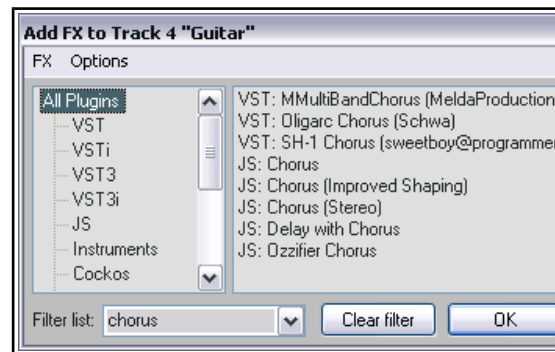 Add FX to Track 4 "Guitar"
FX Options
All Plugins
VST
VSTi
VST3
VST3i
JS
Instruments
Cockos
VST: MMultiBandChorus (MeldaProduction
VST: Oligarc Chorus (Schwa)
VST: SH-1 Chorus (sweetboy@programmer
JS: Chorus
JS: Chorus (Improved Shaping)
JS: Chorus (Stereo)
JS: Delay with Chorus
JS: Ozzifier Chorus
Filter list: chorus Clear filter OK